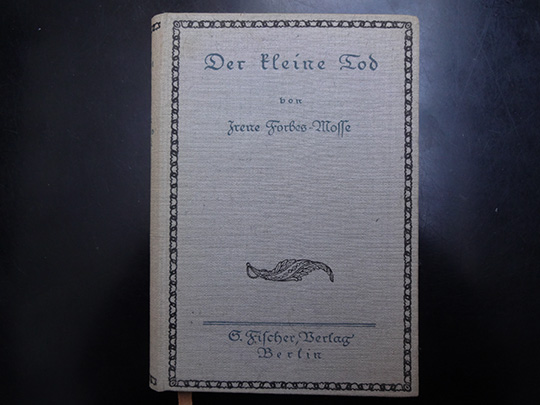 Der kleine Tod
von
Irene Forbes-Mosse
S. Fischer, Verlag
Berlin